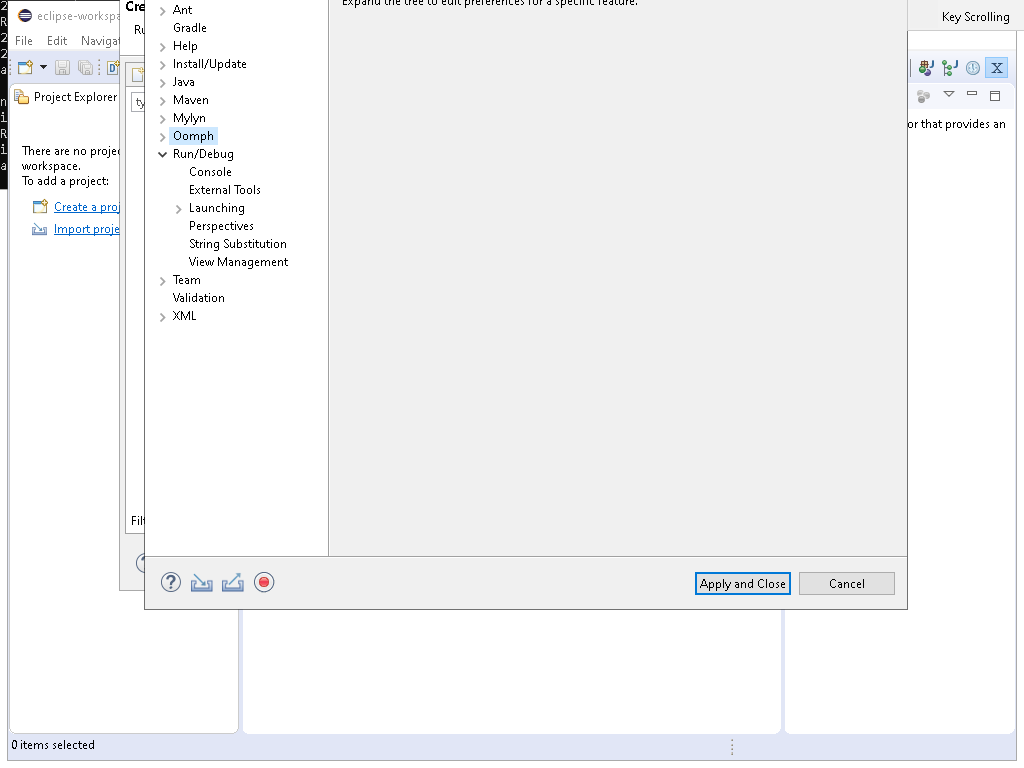 eclipse-workspa
Cre
Key Scrolling
File Edit Navigat
Ru
Expand the tree to edit preferences for a specific feature.
Ant
Gradle
Help
Install/Update
Java
Maven
Mylyn
Oomph
Run/Debug
Console
External Tools
Launching
Perspectives
String Substitution
View Management
Team
Validation
XML
Project Explorer
ty
or that provides an
There are no projec
workspace.
To add a project:
Create a proj
Import proje
Filt
Apply and Close
Cancel
0 items selected